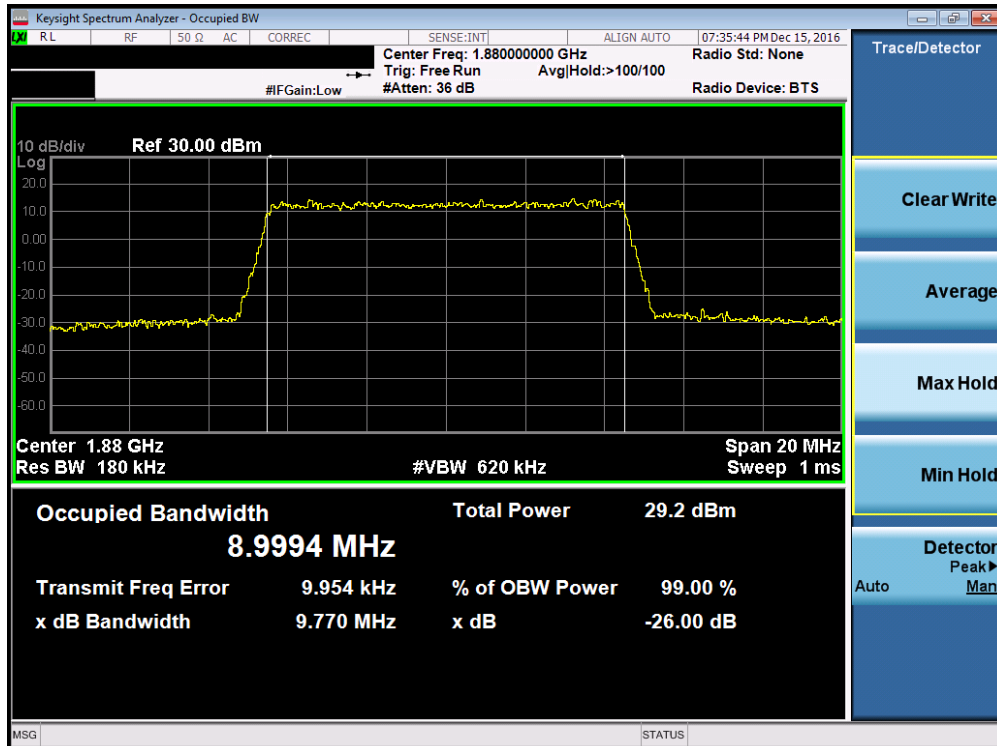 Keysight Spectrum Analyzer - Occupied BW
LXI RL RF 50 Ω AC CORREC SENSE:INT ALIGN AUTO 07:35:44 PM Dec 15, 2016
Center Freq: 1.880000000 GHz Radio Std: None
Trig: Free Run Avg|Hold:>100/100
#IFGain:Low #Atten: 36 dB Radio Device: BTS
10 dB/div Ref 30.00 dBm
Log
20.0
10.0
0.00
-10.0
-20.0
-30.0
-40.0
-50.0
-60.0
Center 1.88 GHz Span 20 MHz
Res BW 180 kHz #VBW 620 kHz Sweep 1 ms
Occupied Bandwidth Total Power 29.2 dBm
8.9994 MHz
Transmit Freq Error 9.954 kHz % of OBW Power 99.00 %
x dB Bandwidth 9.770 MHz x dB -26.00 dB
MSG STATUS
Trace/Detector
Clear Write
Average
Max Hold
Min Hold
Detector
Peak▶
Auto Man